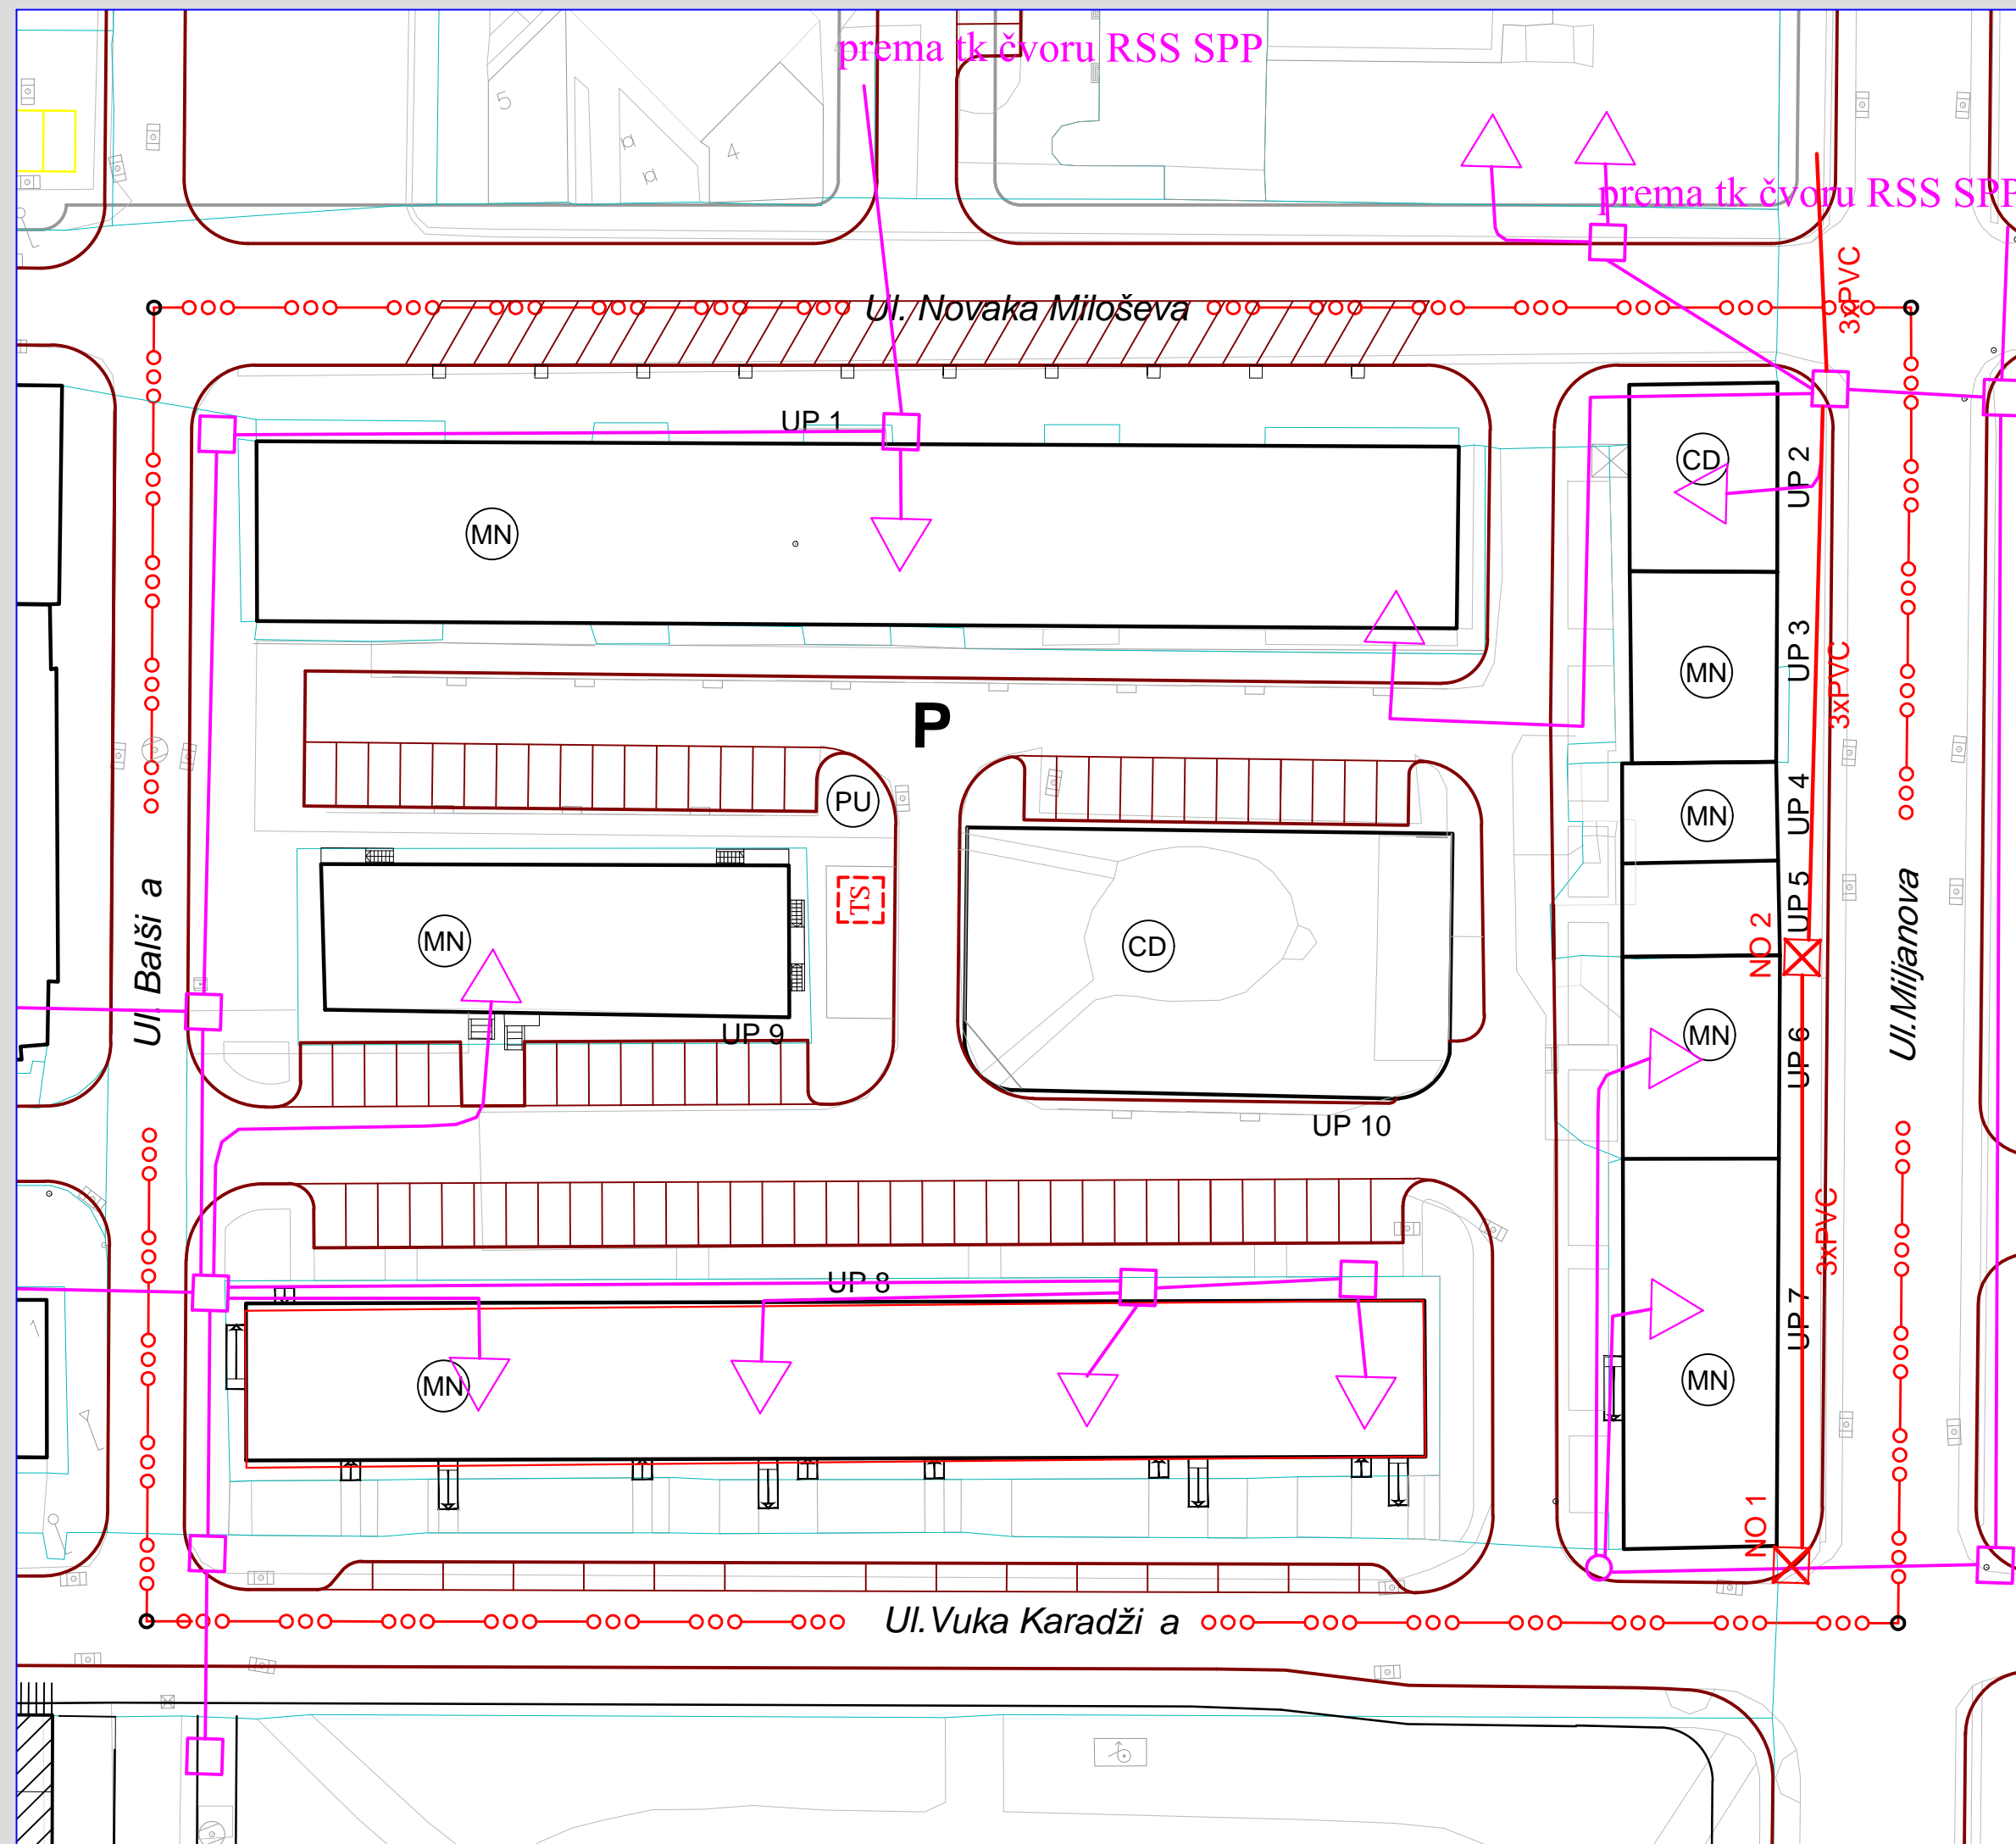 prema tk čvoru RSS SPP
5
4
prema tk čvoru RSS SPP
3xPVC
Ul. Novaka Miloševa
UP 1
CD
UP 2
MN
UP 3
MN
3xPVC
P
PU
MN
UP 4
TS
UP 5
MN
CD
NO 2
Ul. Balši a
Ul.Miljanova
MN
UP 6
UP 9
UP 10
3xPVC
UP 8
UP 7
MN
MN
NO 1
Ul.Vuka Karadži a